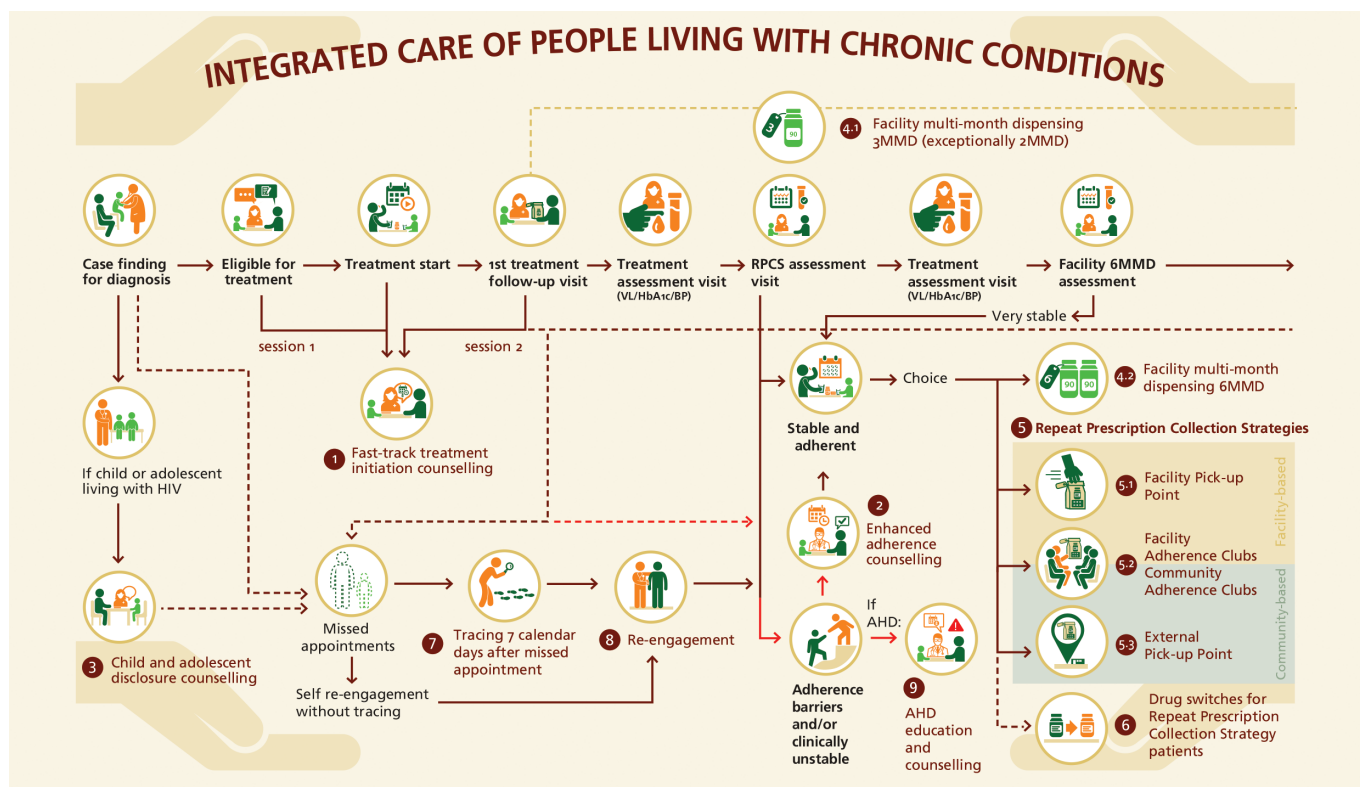 INTEGRATED CARE OF PEOPLE LIVING WITH CHRONIC CONDITIONS
3
90
4.1
Facility multi-month dispensing
3MMD (exceptionally 2MMD)
Case finding
for diagnosis
Eligible for
treatment
Treatment start
1st treatment
follow-up visit
Treatment
assessment visit
(VL/HbA1c/BP)
RPCS assessment
visit
Treatment
assessment visit
(VL/HbA1c/BP)
Facility 6MMD
assessment
Very stable
session 1
session 2
1
Fast-track treatment
initiation counselling
If child or adolescent
living with HIV
3
Child and adolescent
disclosure counselling
Missed
appointments
Self re-engagement
without tracing
7
Tracing 7 calendar
days after missed
appointment
8
Re-engagement
Stable and
adherent
Choice
2
Enhanced
adherence
counselling
If
AHD:
Adherence
barriers
and/or
clinically
unstable
9
AHD
education
and
counselling
6
90
90
4.2
Facility multi-month
dispensing 6MMD
5
Repeat Prescription Collection Strategies
Facility-based
5.1
Facility Pick-up
Point
5.2
Facility
Adherence Clubs
Community
Adherence Clubs
Community-based
5.3
External
Pick-up Point
6
Drug switches for
Repeat Prescription
Collection Strategy
patients